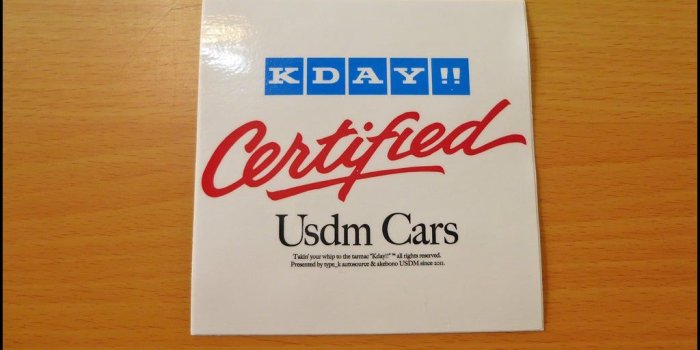 KDAY!!
Certified
Usdm Cars
Takin' your whip to the tarmac "Kday!!" ™ all rights reserved.
Presented by type_k autosource & akebono USDM since 2011.